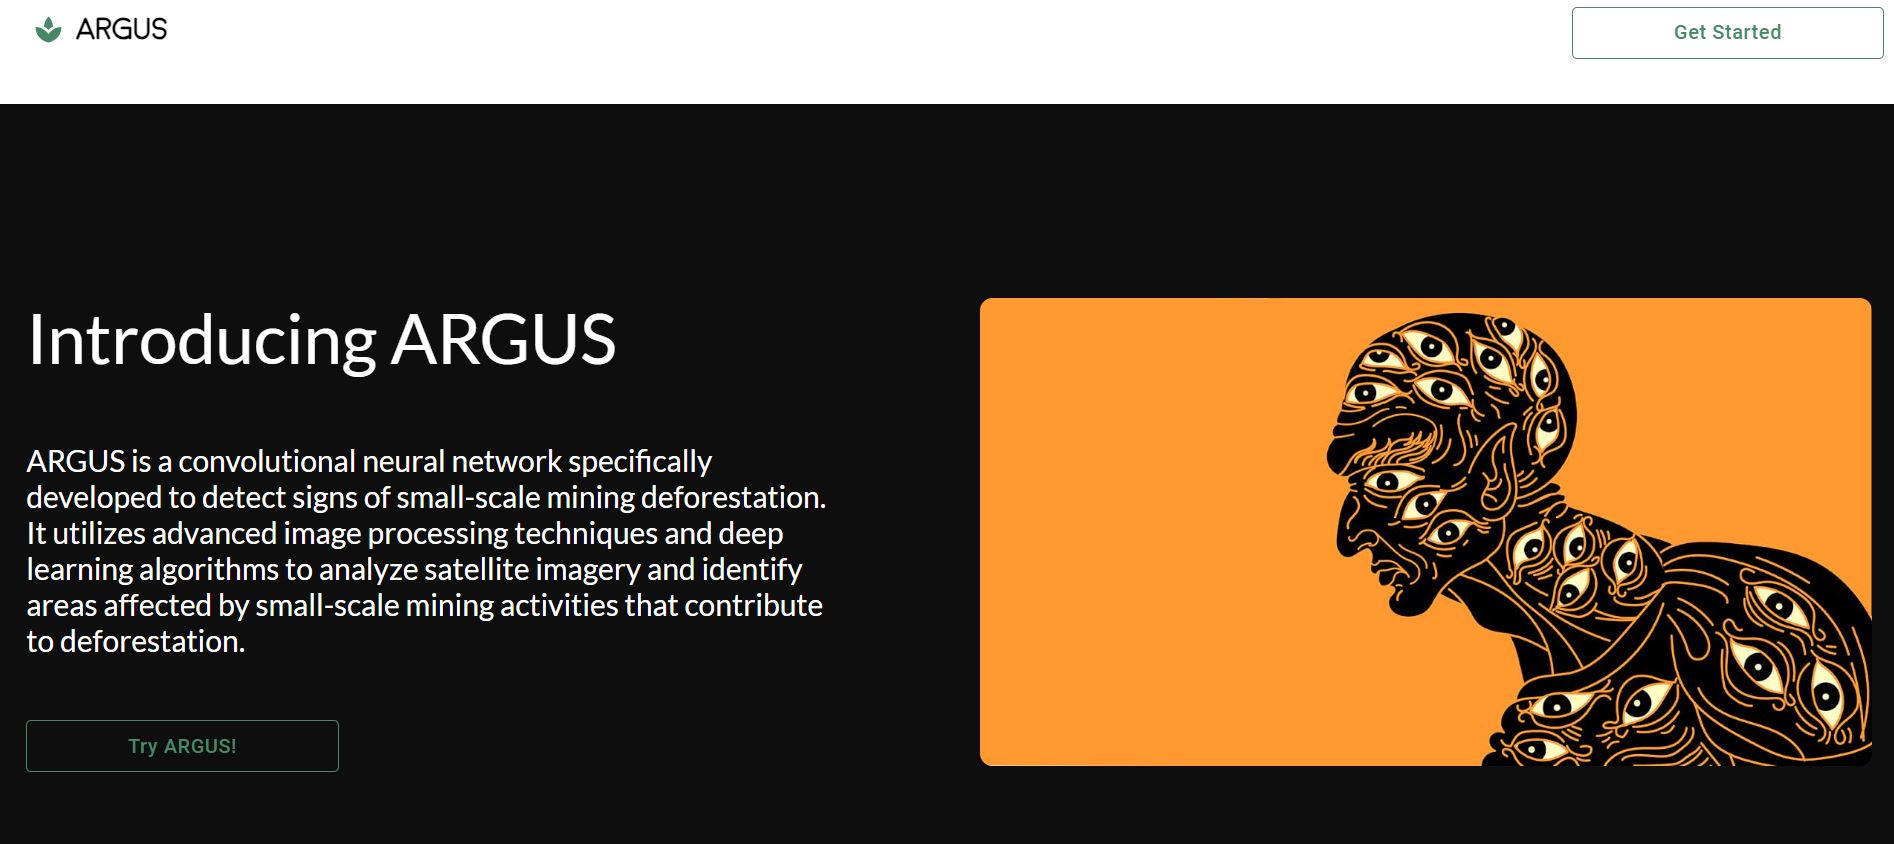 ARGUS
Get Started
Introducing ARGUS
ARGUS is a convolutional neural network specifically
developed to detect signs of small-scale mining deforestation.
It utilizes advanced image processing techniques and deep
learning algorithms to analyze satellite imagery and identify
areas affected by small-scale mining activities that contribute
to deforestation.
Try ARGUS!